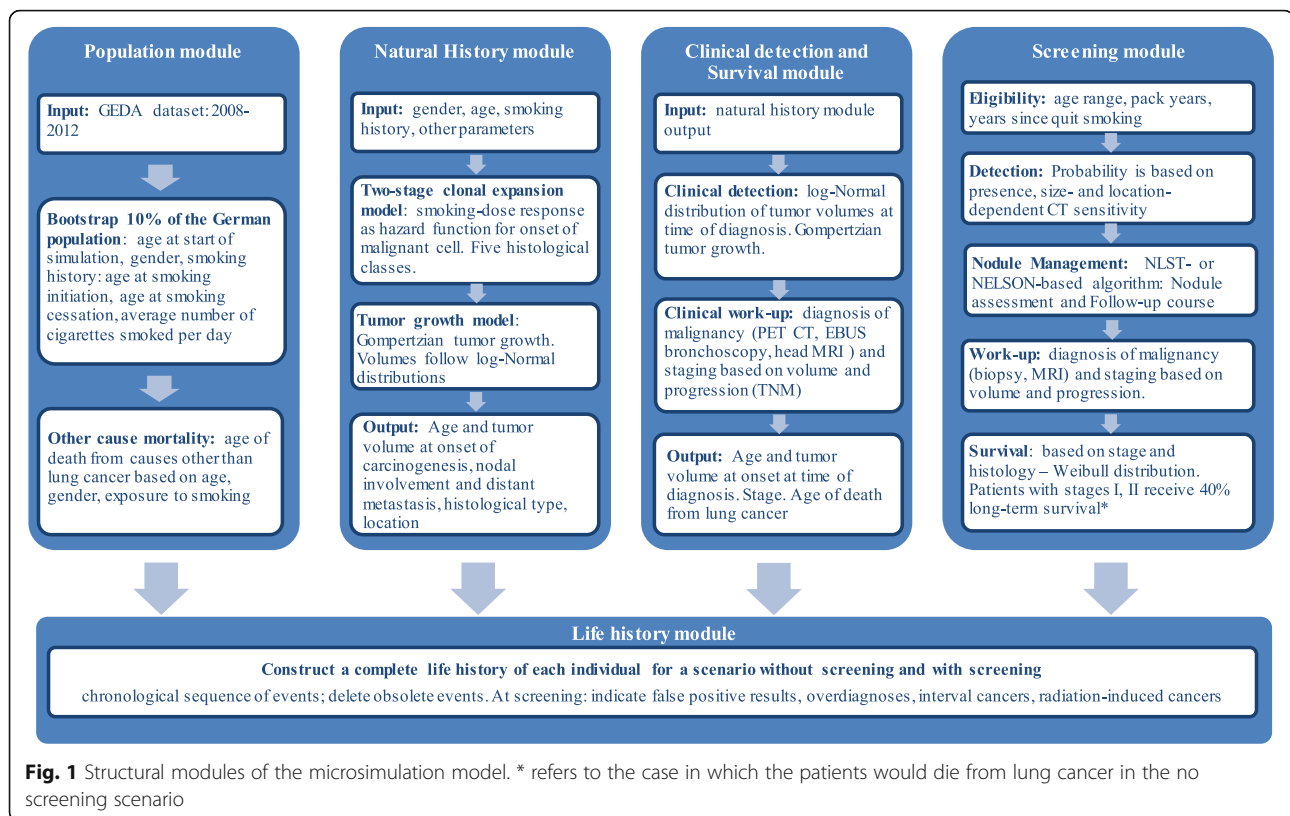 Population module
Input: GEDA dataset: 2008-
2012
Bootstrap 10% of the German
population: age at start of
simulation, gender, smoking
history: age at smoking
initiation, age at smoking
cessation, average number of
cigarettes smoked per day
Other cause mortality: age of
death from causes other than
lung cancer based on age,
gender, exposure to smoking
Natural History module
Input: gender, age, smoking
history, other parameters
Two-stage clonal expansion
model: smoking-dose response
as hazard function for onset of
malignant cell. Five histological
classes.
Tumor growth model:
Gompertzian tumor growth.
Volumes follow log-Normal
distributions
Output: Age and tumor
volume at onset of
carcinogenesis, nodal
involvement and distant
metastasis, histological type,
location
Clinical detection and
Survival module
Input: natural history module
output
Clinical detection: log-Normal
distribution of tumor volumes at
time of diagnosis. Gompertzian
tumor growth.
Clinical work-up: diagnosis of
malignancy (PET CT, EBUS
bronchoscopy, head MRI ) and
staging based on volume and
progression (TNM)
Output: Age and tumor
volume at onset at time of
diagnosis. Stage. Age of death
from lung cancer
Screening module
Eligibility: age range, pack years,
years since quit smoking
Detection: Probability is based on
presence, size- and location-
dependent CT sensitivity
Nodule Management: NLST- or
NELSON-based algorithm: Nodule
assessment and Follow-up course
Work-up: diagnosis of malignancy
(biopsy, MRI) and staging based on
volume and progression.
Survival: based on stage and
histology – Weibull distribution.
Patients with stages I, II receive 40%
long-term survival*
Life history module
Construct a complete life history of each individual for a scenario without screening and with screening
chronological sequence of events; delete obsolete events. At screening: indicate false positive results, overdiagnoses, interval cancers, radiation-induced cancers
Fig. 1 Structural modules of the microsimulation model. * refers to the case in which the patients would die from lung cancer in the no
screening scenario